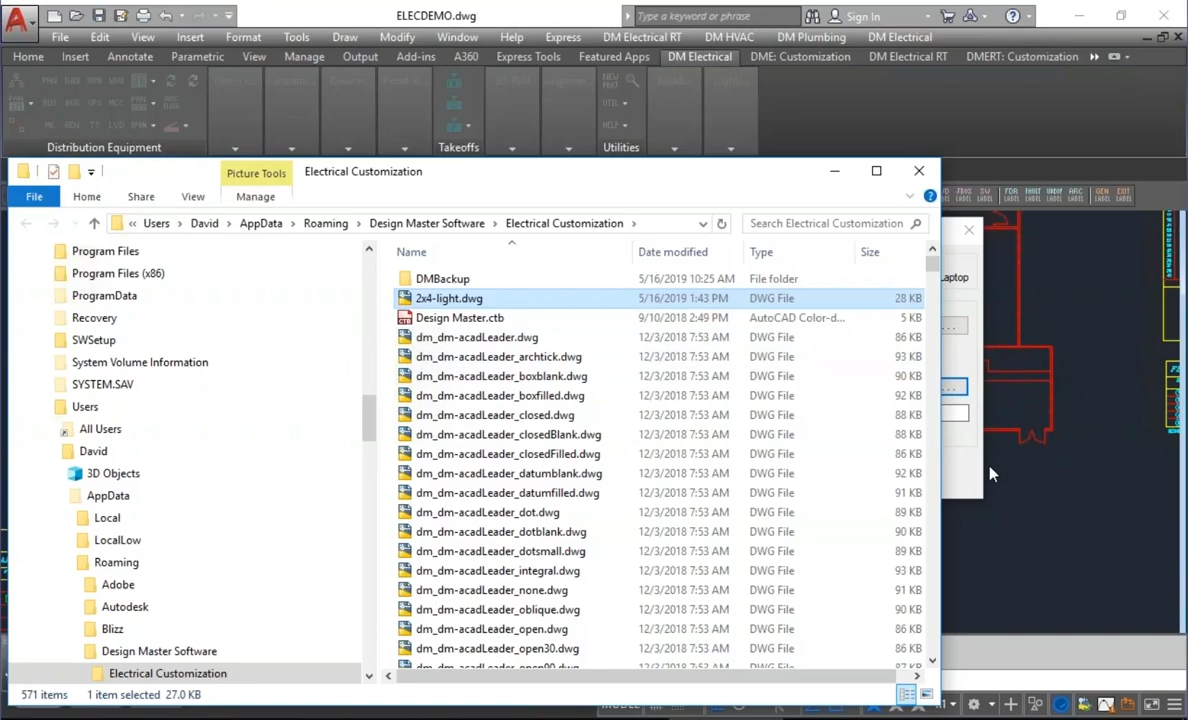 ELECDEMO.dwg
Type a keyword or phrase
Sign In
File Edit View Insert Format Tools Draw Modify Window Help Express DM Electrical RT DM HVAC DM Plumbing DM Electrical
Home Insert Annotate Parametric View Manage Output Add-ins A360 Express Tools Featured Apps DM Electrical DME: Customization DM Electrical RT DMERT: Customization
Distribution Equipment
Takeoffs
Utilities
Picture Tools
Electrical Customization
File Home Share View Manage
« Users David AppData Roaming Design Master Software Electrical Customization
Search Electrical Customization
Program Files
Program Files (x86)
ProgramData
Recovery
SWSetup
System Volume Information
SYSTEM.SAV
Users
All Users
David
3D Objects
AppData
Local
LocalLow
Roaming
Adobe
Autodesk
Blizz
Design Master Software
Electrical Customization
Name Date modified Type Size
DMBackup 5/16/2019 10:25 AM File folder
2x4-light.dwg 5/16/2019 1:43 PM DWG File 28 KB
Design Master.ctb 9/10/2018 2:49 PM AutoCAD Color-d... 5 KB
dm_dm-acadLeader.dwg 12/3/2018 7:53 AM DWG File 86 KB
dm_dm-acadLeader_archtick.dwg 12/3/2018 7:53 AM DWG File 93 KB
dm_dm-acadLeader_boxblank.dwg 12/3/2018 7:53 AM DWG File 90 KB
dm_dm-acadLeader_boxfilled.dwg 12/3/2018 7:53 AM DWG File 92 KB
dm_dm-acadLeader_closed.dwg 12/3/2018 7:53 AM DWG File 88 KB
dm_dm-acadLeader_closedBlank.dwg 12/3/2018 7:53 AM DWG File 88 KB
dm_dm-acadLeader_closedFilled.dwg 12/3/2018 7:53 AM DWG File 86 KB
dm_dm-acadLeader_datumblank.dwg 12/3/2018 7:53 AM DWG File 92 KB
dm_dm-acadLeader_datumfilled.dwg 12/3/2018 7:53 AM DWG File 91 KB
dm_dm-acadLeader_dot.dwg 12/3/2018 7:53 AM DWG File 89 KB
dm_dm-acadLeader_dotblank.dwg 12/3/2018 7:53 AM DWG File 90 KB
dm_dm-acadLeader_dotsmall.dwg 12/3/2018 7:53 AM DWG File 89 KB
dm_dm-acadLeader_integral.dwg 12/3/2018 7:53 AM DWG File 93 KB
dm_dm-acadLeader_none.dwg 12/3/2018 7:53 AM DWG File 91 KB
dm_dm-acadLeader_oblique.dwg 12/3/2018 7:53 AM DWG File 90 KB
dm_dm-acadLeader_open.dwg 12/3/2018 7:53 AM DWG File 86 KB
dm_dm-acadLeader_open30.dwg 12/3/2018 7:53 AM DWG File 86 KB
dm_dm-acadLeader_open90.dwg 12/3/2018 7:53 AM DWG File 87 KB
571 items 1 item selected 27.0 KB